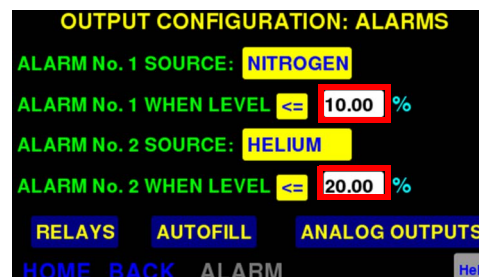 OUTPUT CONFIGURATION: ALARMS
ALARM No. 1 SOURCE: NITROGEN
ALARM No. 1 WHEN LEVEL <= 10.00 %
ALARM No. 2 SOURCE: HELIUM
ALARM No. 2 WHEN LEVEL <= 20.00 %
RELAYS AUTOFILL ANALOG OUTPUTS
HOME BACK ALARM Hel